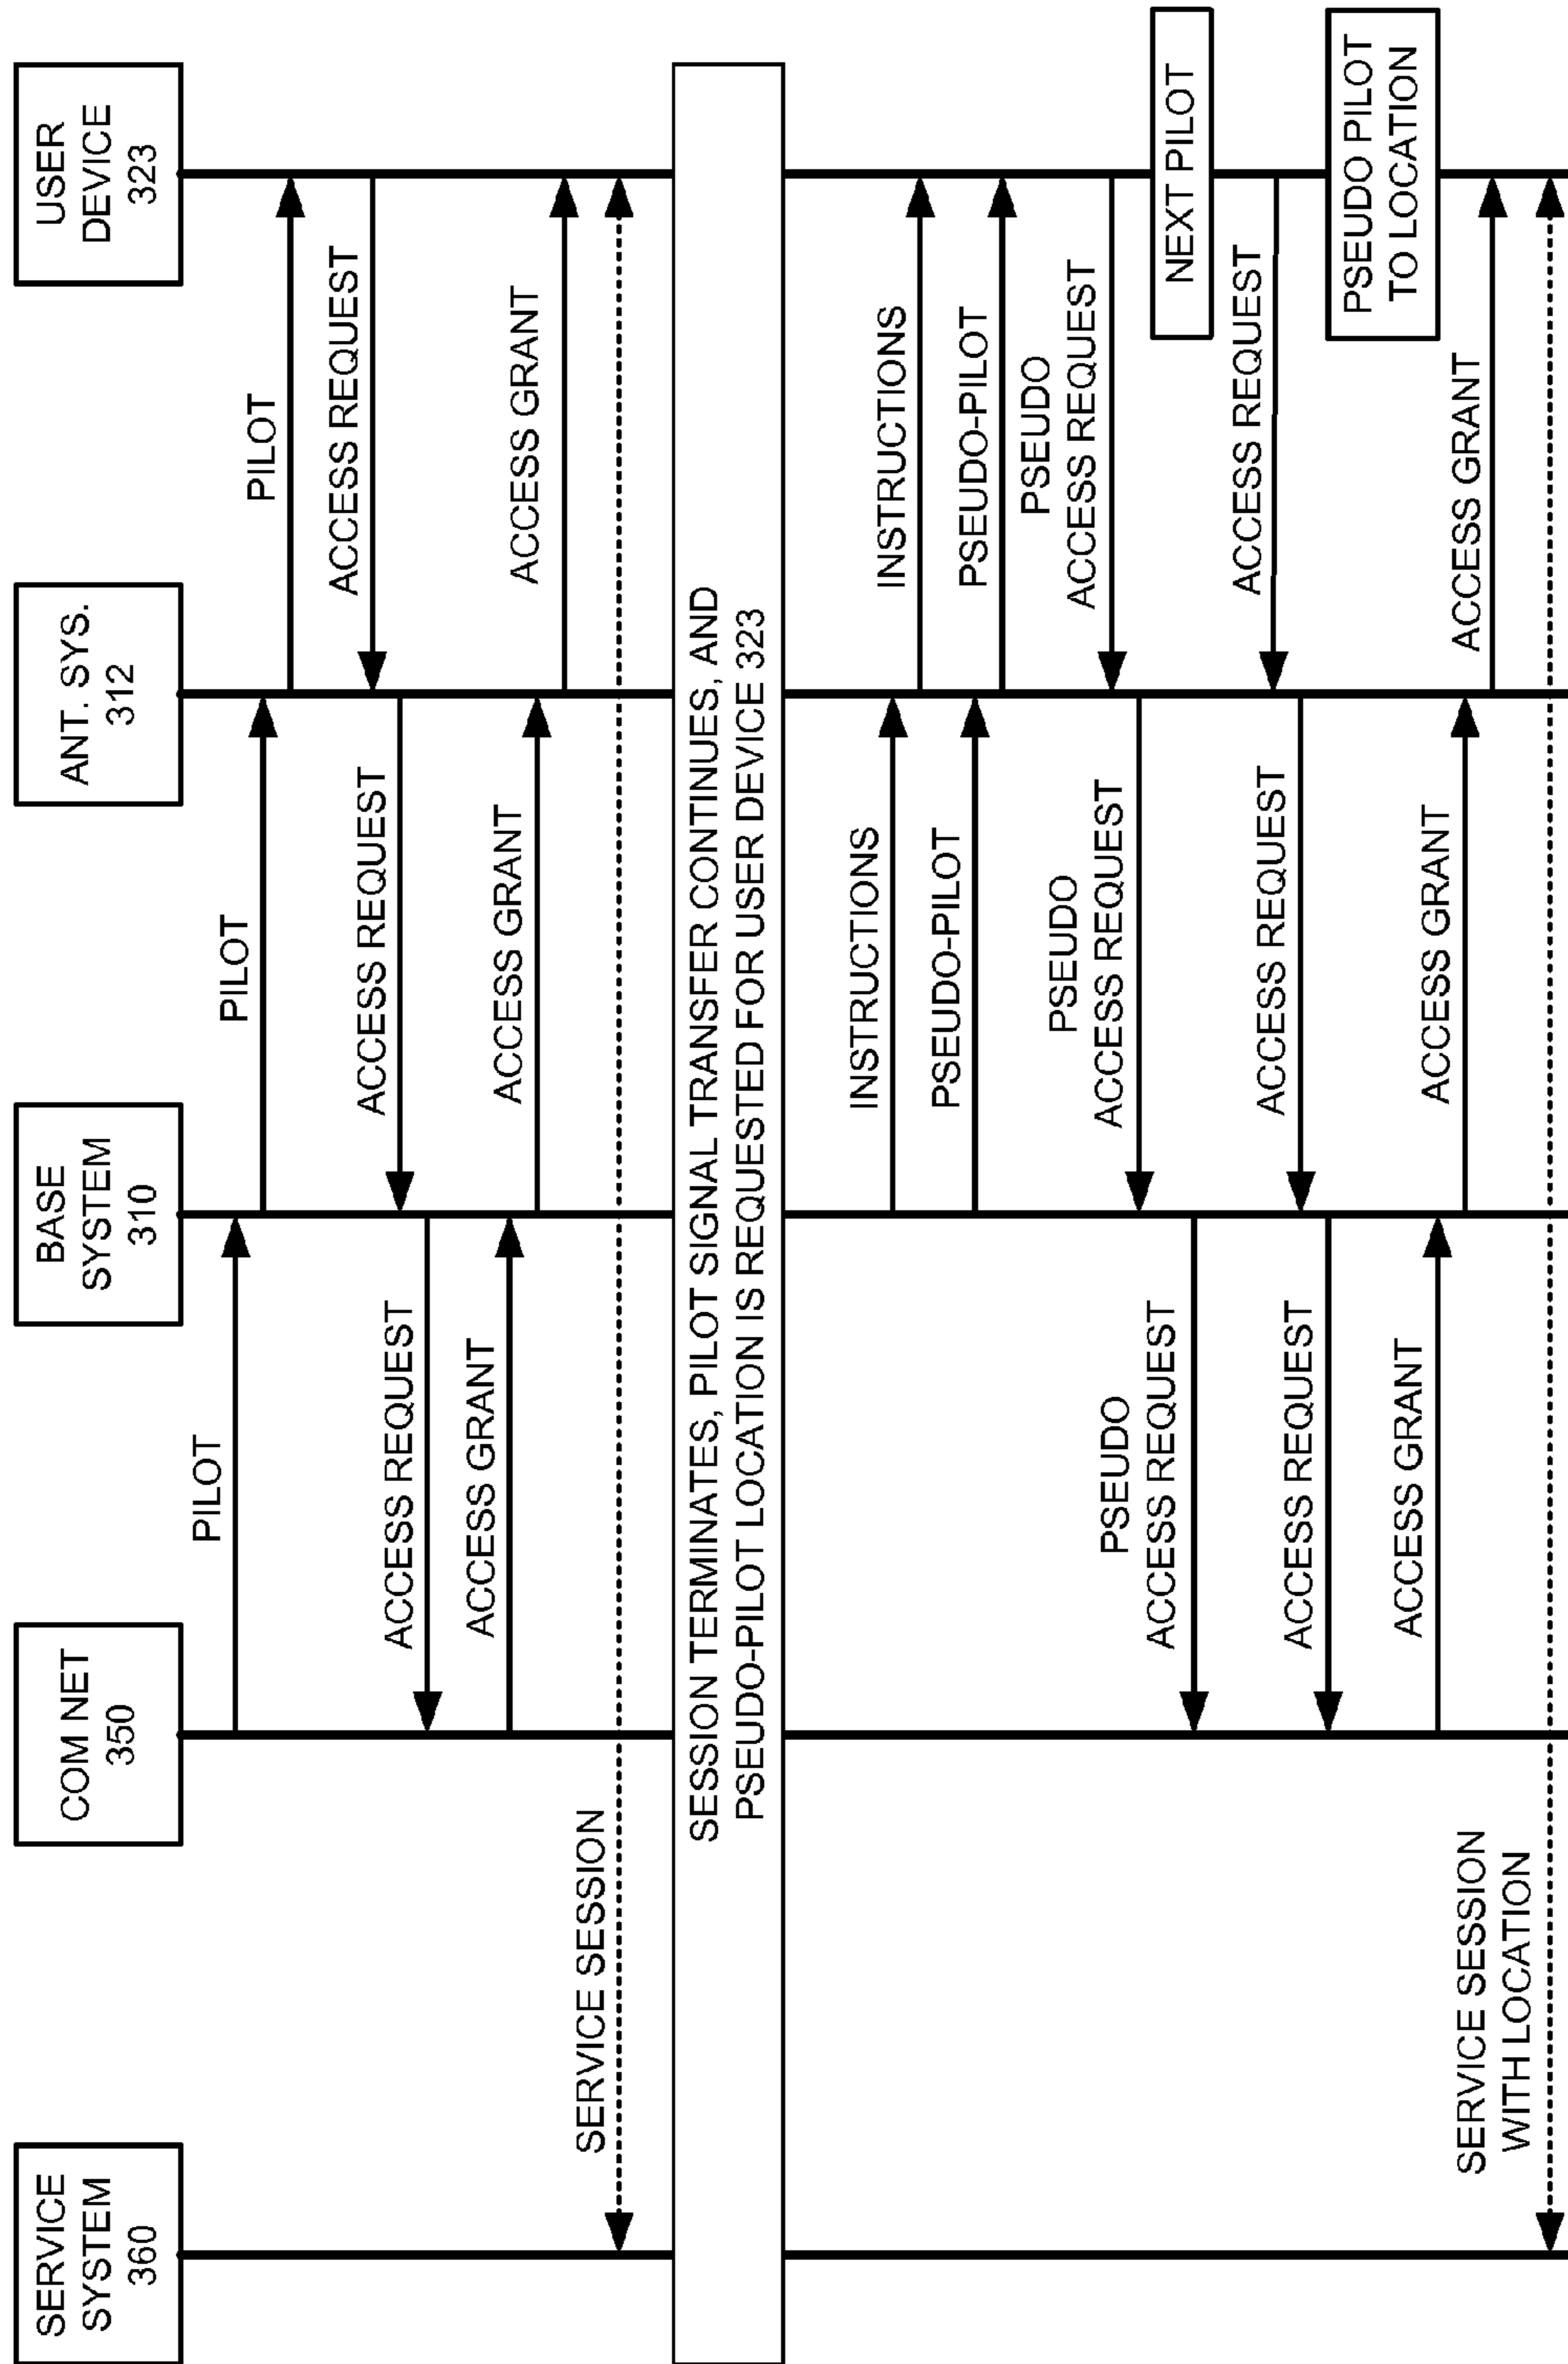 SERVICE
SYSTEM
360
COM NET
350
BASE
SYSTEM
310
ANT. SYS.
312
USER
DEVICE
323
PILOT
PILOT
PILOT
ACCESS REQUEST
ACCESS REQUEST
ACCESS REQUEST
ACCESS GRANT
ACCESS GRANT
ACCESS GRANT
SERVICE SESSION
SESSION TERMINATES, PILOT SIGNAL TRANSFER CONTINUES, AND
PSEUDO-PILOT LOCATION IS REQUESTED FOR USER DEVICE 323
INSTRUCTIONS
INSTRUCTIONS
PSEUDO-PILOT
PSEUDO-PILOT
PSEUDO
ACCESS REQUEST
PSEUDO
ACCESS REQUEST
PSEUDO
ACCESS REQUEST
NEXT PILOT
ACCESS REQUEST
ACCESS REQUEST
ACCESS REQUEST
PSEUDO PILOT
TO LOCATION
ACCESS GRANT
ACCESS GRANT
ACCESS GRANT
SERVICE SESSION
WITH LOCATION